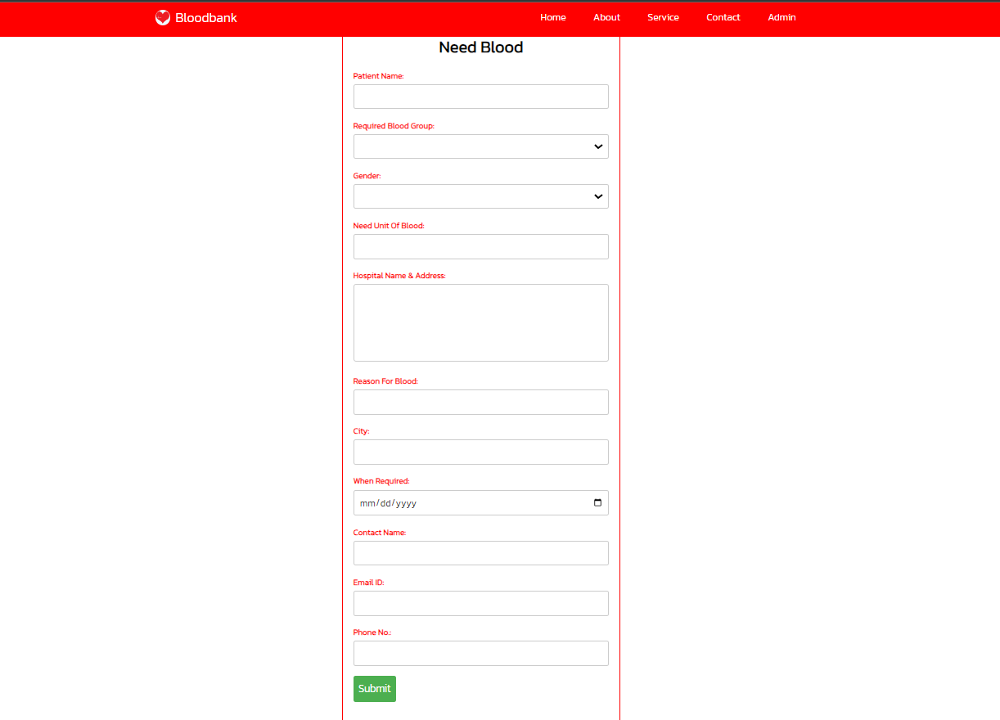 Bloodbank Home About Service Contact Admin
Need Blood
Patient Name:
Required Blood Group:
Gender:
Need Unit Of Blood:
Hospital Name & Address:
Reason For Blood:
City:
When Required:
mm/dd/yyyy
Contact Name:
Email ID:
Phone No.:
Submit